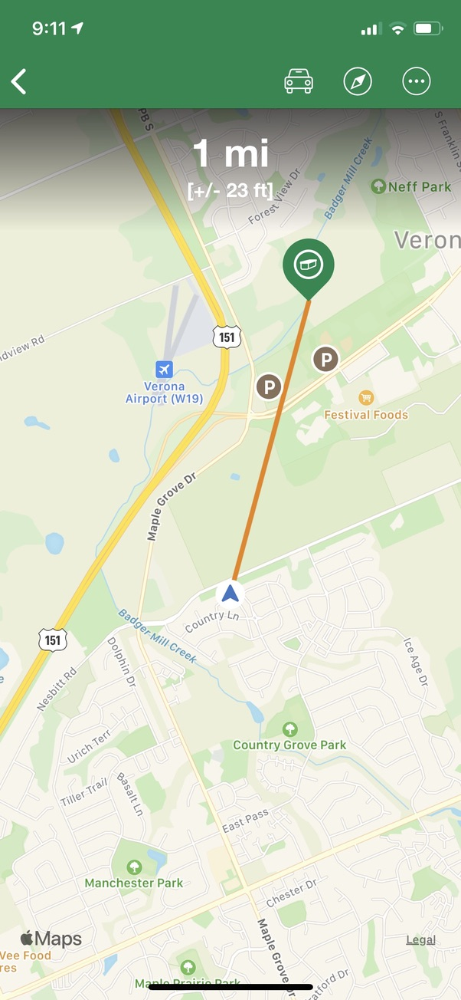 9:11
PB S
S Franklin S
1 mi
[+/- 23 ft]
Badger Mill Creek
Neff Park
Forest View Dr
Veron
151
P
dview Rd
Verona
Airport (W19)
P
Festival Foods
Maple Grove Dr
Country Ln
Badger Mill Creek
151
Dolphin Dr
Ice Age Dr
e
Nesbitt Rd
Country Grove Park
Urich Terr
Tiller Trail
Basalt Ln
East Pass
Manchester Park
Chester Dr
Maple Grove Dr
Maps
Legal
Vee Food
res
Maple Prairie Park
atford Dr